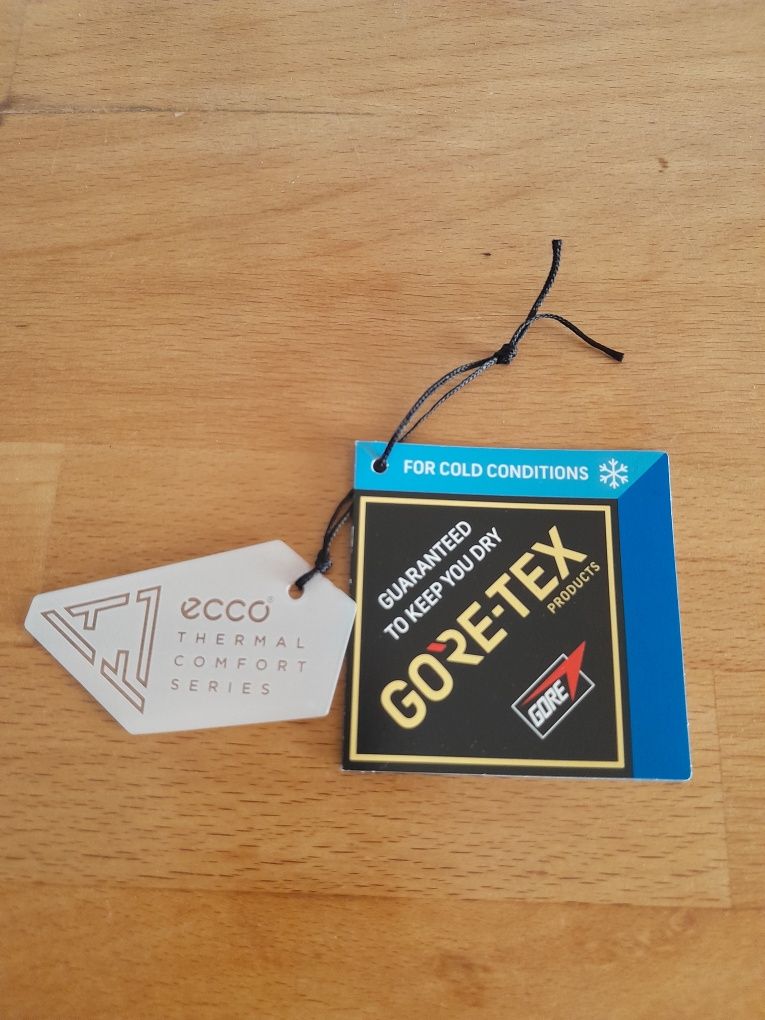 ecco®
THERMAL
COMFORT
SERIES
FOR COLD CONDITIONS
GUARANTEED
TO KEEP YOU DRY
GORE-TEX
PRODUCTS
GORE